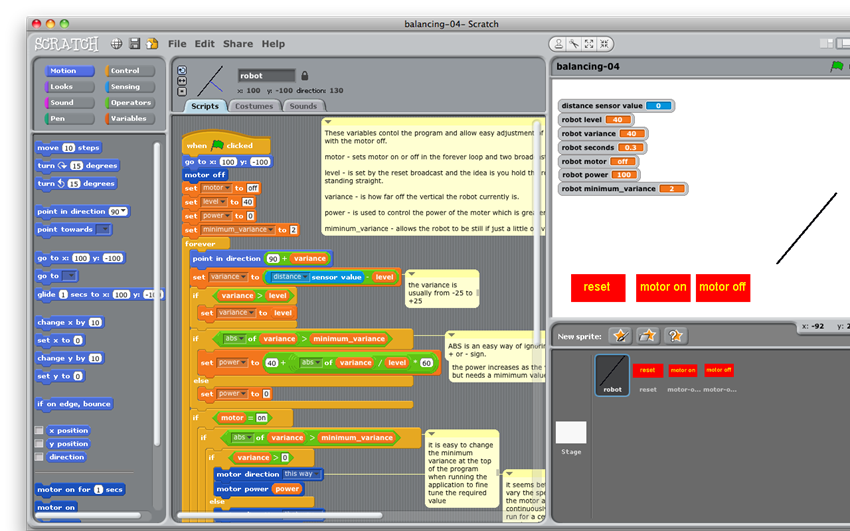 balancing-04- Scratch
SCRATCH File Edit Share Help
Motion Control
Looks Sensing
Sound Operators
Pen Variables
move 10 steps
turn 15 degrees
turn 15 degrees
point in direction 90
point towards
go to x: 100 y: -100
go to
glide 1 secs to x: 100 y: -10
change x by 10
set x to 0
change y by 10
set y to 0
if on edge, bounce
x position
y position
direction
motor on for 1 secs
motor on
robot
x: 100 y: -100 direction: 130
Scripts Costumes Sounds
when clicked
go to x: 100 y: -100
motor off
set motor to off
set level to 40
set power to 0
set minimum_variance to 2
forever
point in direction 90 + variance
set variance to distance sensor value - level
if variance > level
set variance to level
if abs of variance > minimum_variance
set power to 40 + abs of variance / level * 60
else
set power to 0
if motor = on
if abs of variance > minimum_variance
if variance > 0
motor direction this way
motor power power
else
These variables contol the program and allow easy adjustment of
with the motor off.
motor - sets motor on or off in the forever loop and two broadcas
level - is set by the reset broadcast and the idea is you hold the
standing straight.
variance - is how far off the vertical the robot currently is.
power - is used to control the power of the moter which is grea
miminum_variance - allows the robot to be still if just a little o
the variance is
usually from -25 to
+25
ABS is an easy way of ignori
+ or - sign.
the power increases as the v
but needs a mimimum value
it is easy to change
the minimum
variance at the top
of the program
when running the
application to fine
tune the required
value
it seems be
vary the spe
the motor a
continuously
run for a ce
balancing-04
distance sensor value 0
robot level 40
robot variance 40
robot seconds 0.3
robot motor off
robot power 100
robot minimum_variance 2
reset motor on motor off
x: -92 y: 2
New sprite:
reset motor on motor off
robot reset motor-o... motor-o...
Stage